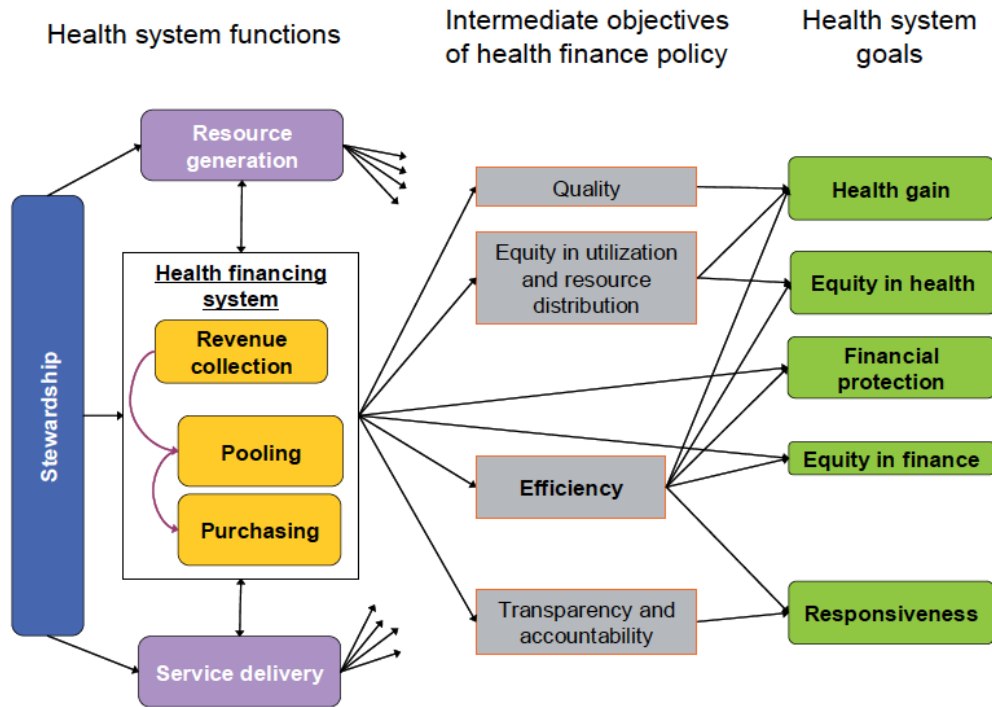 Health system functions
Intermediate objectives
of health finance policy
Health system
goals
Stewardship
Resource
generation
Health financing
system
Revenue
collection
Pooling
Purchasing
Service delivery
Quality
Equity in utilization
and resource
distribution
Efficiency
Transparency and
accountability
Health gain
Equity in health
Financial
protection
Equity in finance
Responsiveness